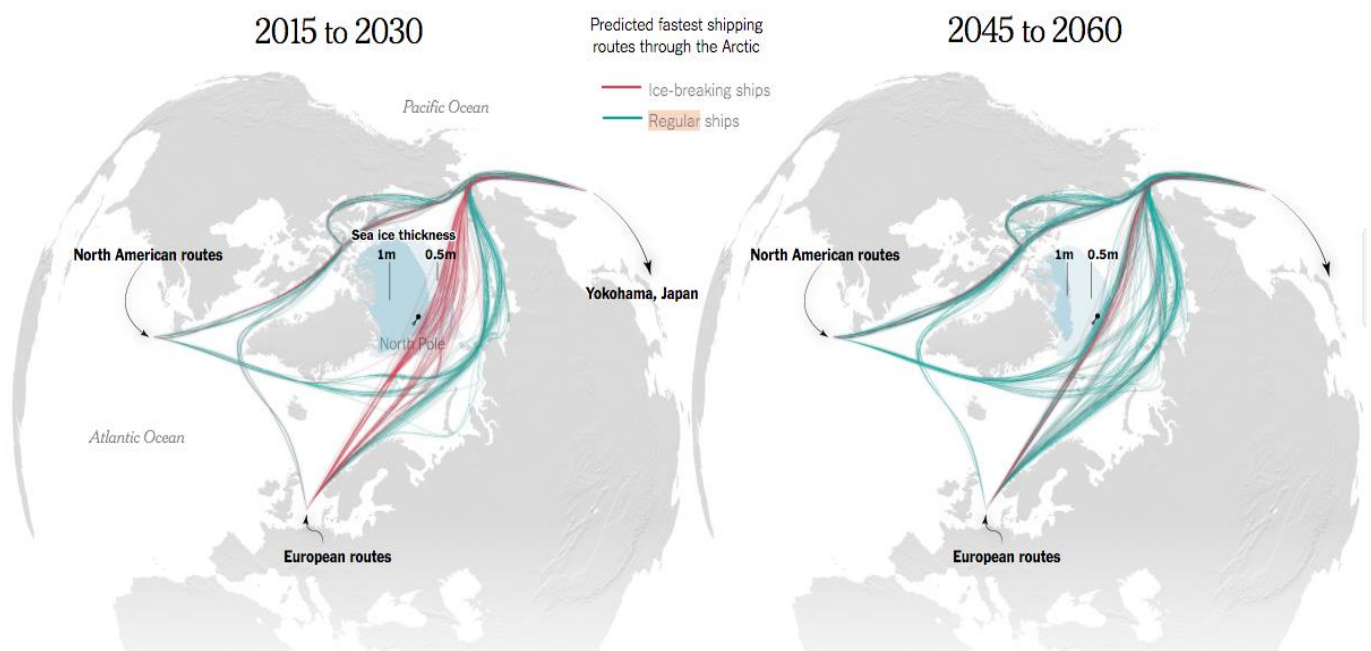 2015 to 2030
Predicted fastest shipping
routes through the Arctic
Ice-breaking ships
Regular ships
2045 to 2060
Pacific Ocean
North American routes
Sea ice thickness
1m
0.5m
North Pole
Yokohama, Japan
Atlantic Ocean
European routes
North American routes
1m
0.5m
European routes